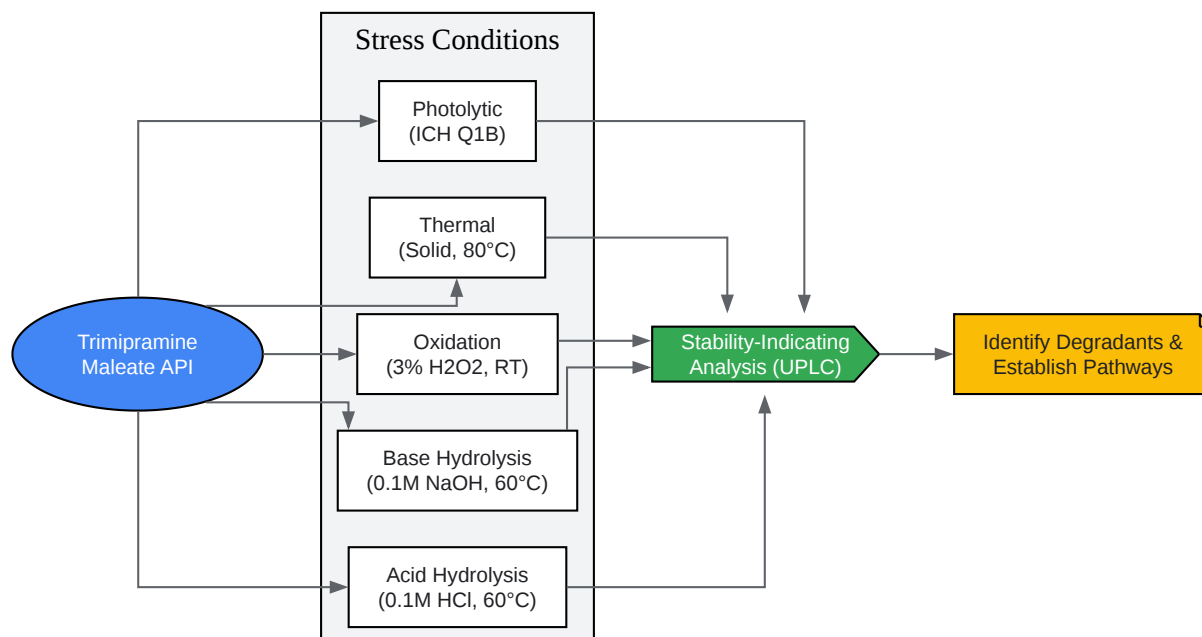 Stress Conditions
Photolytic
(ICH Q1B)
Thermal
(Solid, 80°C)
Trimipramine
Maleate API
Oxidation
(3% H2O2, RT)
Stability-Indicating
Analysis (UPLC)
Identify Degradants &
Establish Pathways
Base Hydrolysis
(0.1M NaOH, 60°C)
Acid Hydrolysis
(0.1M HCl, 60°C)